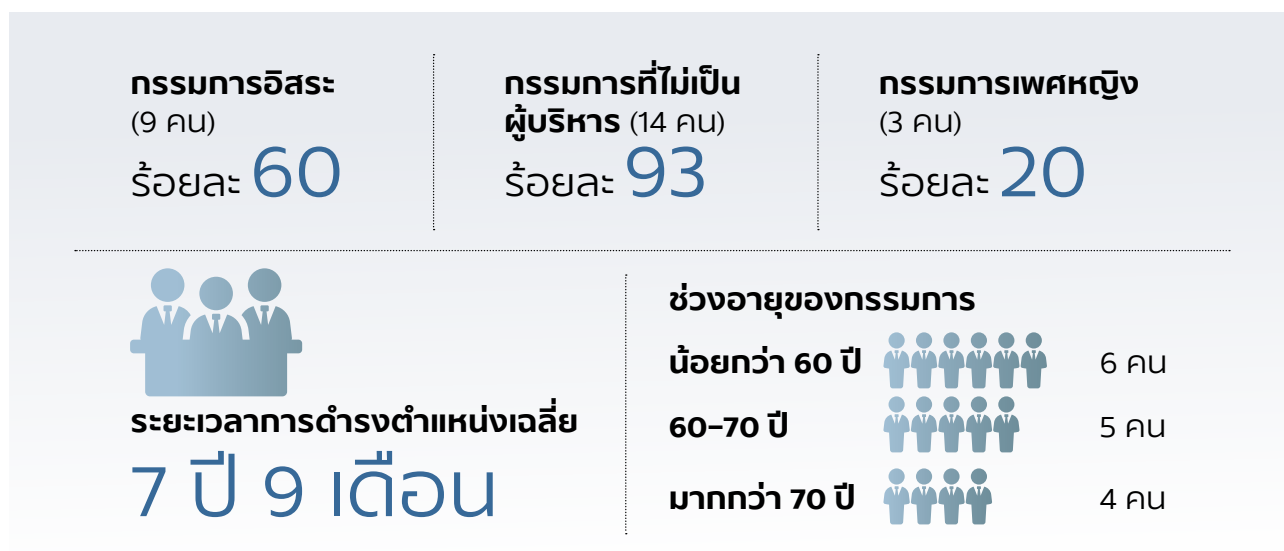 กรรมการอิสระ
(9 คน)
ร้อยละ 60
กรรมการที่ไม่เป็น
ผู้บริหาร (14 คน)
ร้อยละ 93
กรรมการเพศหญิง
(3 คน)
ร้อยละ 20
ระยะเวลาการดำรงตำแหน่งเฉลี่ย
7 ปี 9 เดือน
ช่วงอายุของกรรมการ
น้อยกว่า 60 ปี 6 คน
60–70 ปี 5 คน
มากกว่า 70 ปี 4 คน